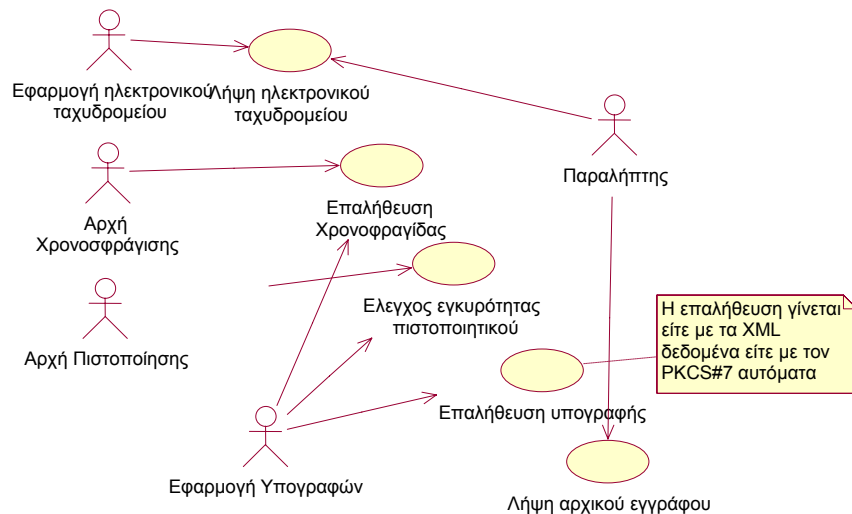 Εφαρμογή ηλεκτρονικού
ταχυδρομείου
Λήψη ηλεκτρονικού
ταχυδρομείου
Παραλήπτης
Αρχή
Χρονοσφράγισης
Επαλήθευση
Χρονοφραγίδας
Αρχή Πιστοποίησης
Ελεγχος εγκυρότητας
πιστοποιητικού
Η επαλήθευση γίνεται
είτε με τα XML
δεδομένα είτε με τον
PKCS#7 αυτόματα
Επαλήθευση υπογραφής
Εφαρμογή Υπογραφών
Λήψη αρχικού εγγράφου